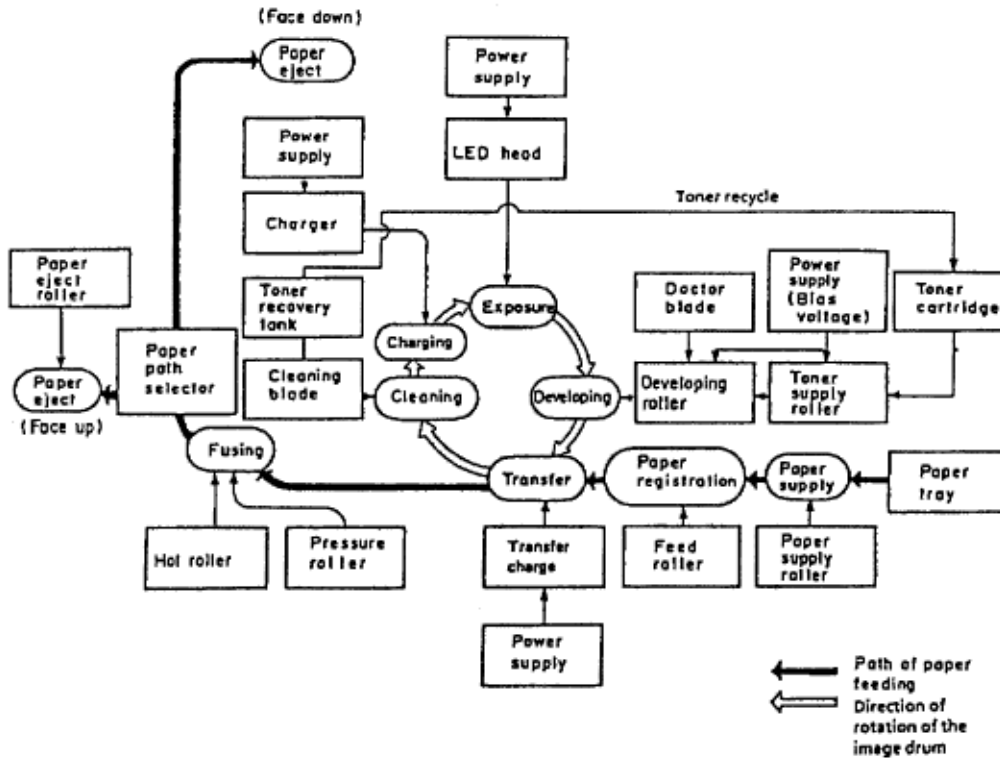 (Face down)
Paper
eject
Power
supply
LED head
Power
supply
Charger
Toner recycle
Paper
eject
roller
Toner
recovery
tank
Exposure
Doctor
blade
Power
supply
(Bias
voltage)
Toner
cartridge
Charging
Paper
path
selector
Paper
eject
(Face up)
Cleaning
blade
Cleaning
Developing
Developing
roller
Toner
supply
roller
Fusing
Transfer
Paper
registration
Paper
supply
Paper
tray
Hot roller
Pressure
roller
Transfer
charge
Feed
roller
Paper
supply
roller
Power
supply
Path of paper
feeding
Direction of
rotation of the
image drum